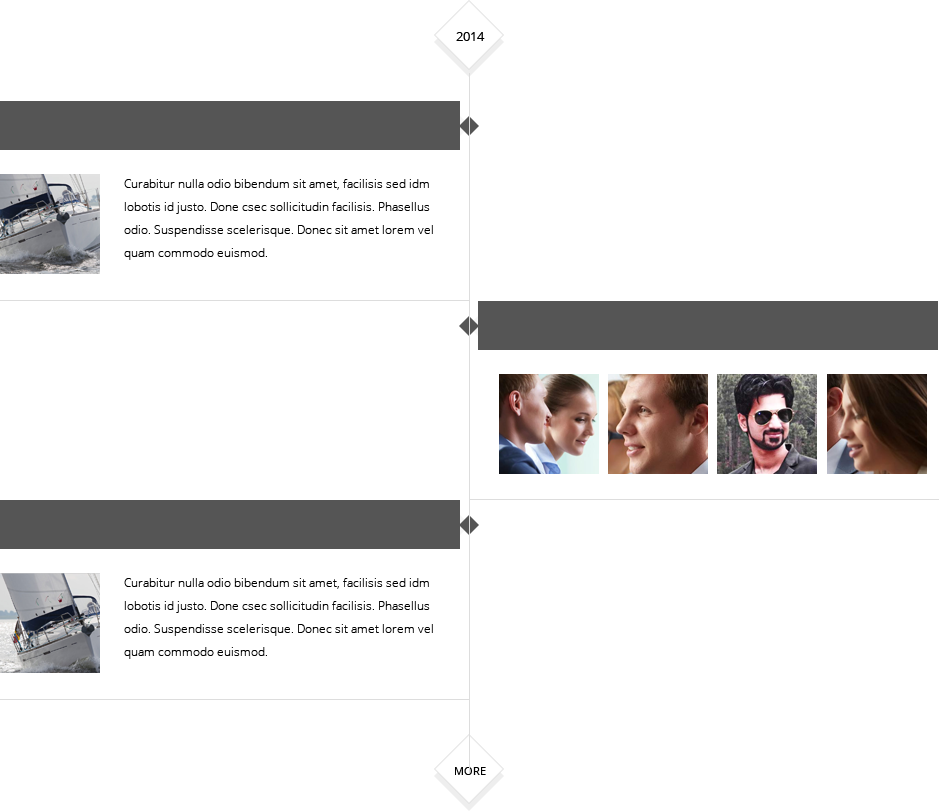 2014
Curabitur nulla odio bibendum sit amet, facilisis sed idm
lobotis id justo. Done csec sollicitudin facilisis. Phasellus
odio. Suspendisse scelerisque. Donec sit amet lorem vel
quam commodo euismod.
Curabitur nulla odio bibendum sit amet, facilisis sed idm
lobotis id justo. Done csec sollicitudin facilisis. Phasellus
odio. Suspendisse scelerisque. Donec sit amet lorem vel
quam commodo euismod.
MORE